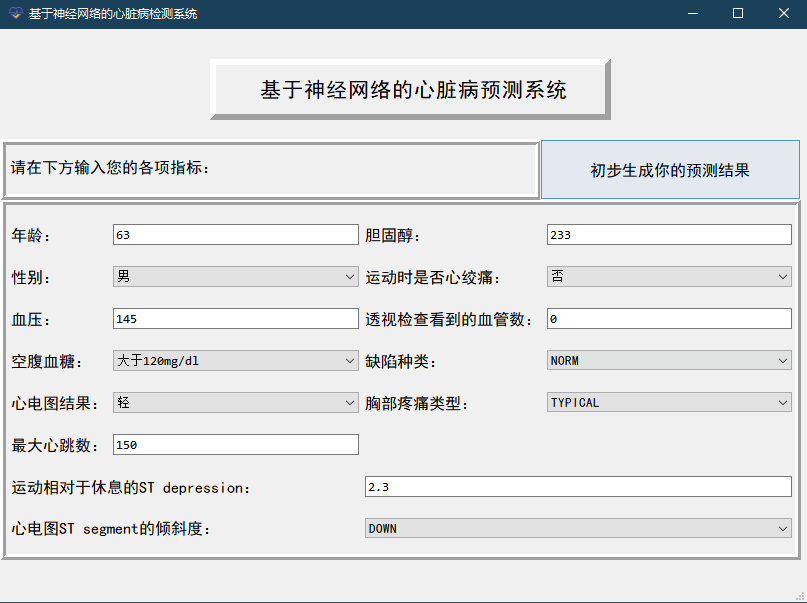 基于神经网络的心脏病检测系统
基于神经网络的心脏病预测系统
请在下方输入您的各项指标：
初步生成你的预测结果
年龄： 63 胆固醇： 233
性别： 男 运动时是否心绞痛： 否
血压： 145 透视检查看到的血管数： 0
空腹血糖： 大于120mg/dl 缺陷种类： NORM
心电图结果： 轻 胸部疼痛类型： TYPICAL
最大心跳数： 150
运动相对于休息的ST depression： 2.3
心电图ST segment的倾斜度： DOWN